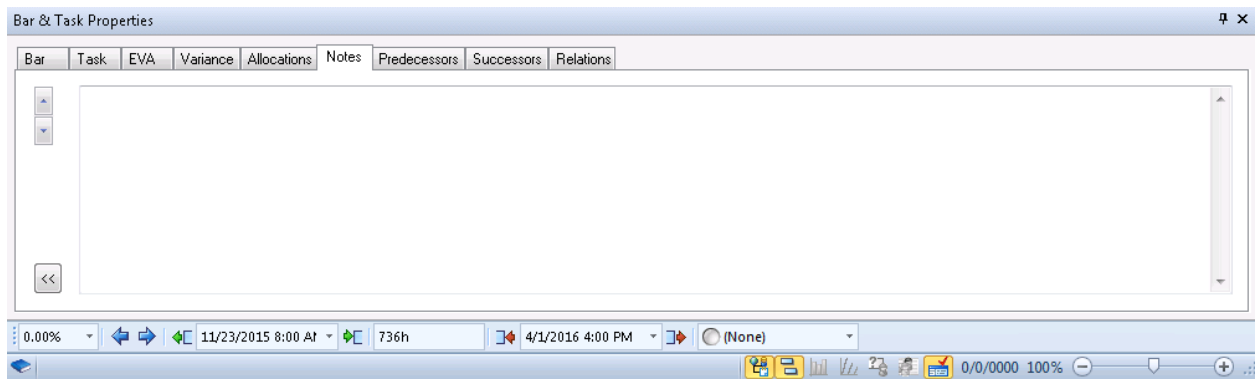 Bar & Task Properties
Bar Task EVA Variance Allocations Notes Predecessors Successors Relations
<<
0.00% 11/23/2015 8:00 AM 736h 4/1/2016 4:00 PM (None)
0/0/0000 100%